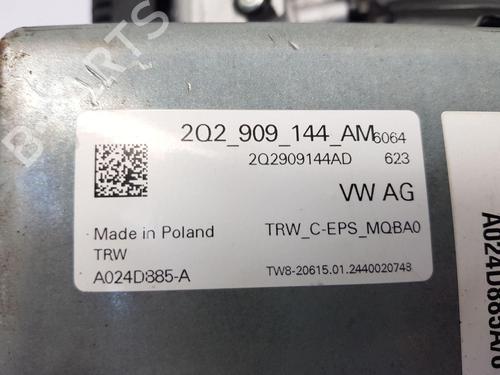 2Q2_909_144_AM 6064
2Q2909144AD 623
VW AG
Made in Poland TRW_C-EPS_MQBA0
TRW
A024D885-A TW8-20615.01.2440020748